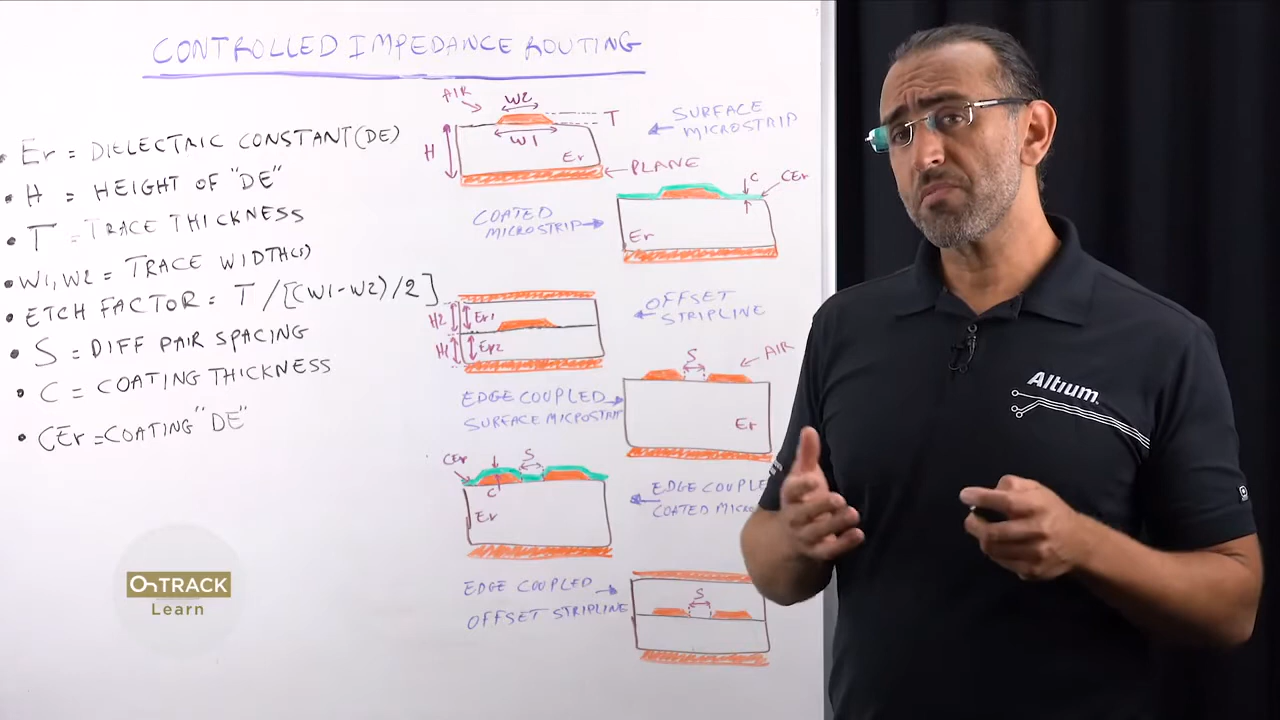 CONTROLLED IMPEDANCE ROUTING
• Er = DIELECTRIC CONSTANT (DE)
• H = HEIGHT OF "DE"
• T = TRACE THICKNESS
• W1, W2 = TRACE WIDTH(S)
• ETCH FACTOR = T / [(W1-W2)/2]
• S = DIFF PAIR SPACING
• C = COATING THICKNESS
• CEr = COATING "DE"
AIR
W2
T
W1
H
Er
PLANE
SURFACE
MICROSTRIP
C
CEr
Er
COATED
MICROSTRIP
H2
Er1
H1
Er2
OFFSET
STRIPLINE
S
AIR
Er
EDGE COUPLED
SURFACE MICROSTRIP
CEr
S
C
Er
EDGE COUPLE
COATED MICRO
EDGE COUPLED
OFFSET STRIPLINE
S
Altium
OnTRACK
Learn